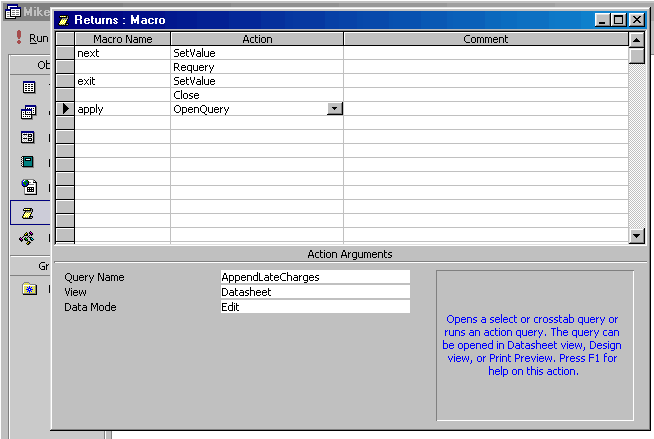 Mike
Returns : Macro
Run
Macro Name Action Comment
Ob
next SetValue
Requery
exit SetValue
Close
apply OpenQuery
Action Arguments
Gr
Query Name AppendLateCharges
View Datasheet
Data Mode Edit
Opens a select or crosstab query or
runs an action query. The query can
be opened in Datasheet view, Design
view, or Print Preview. Press F1 for
help on this action.